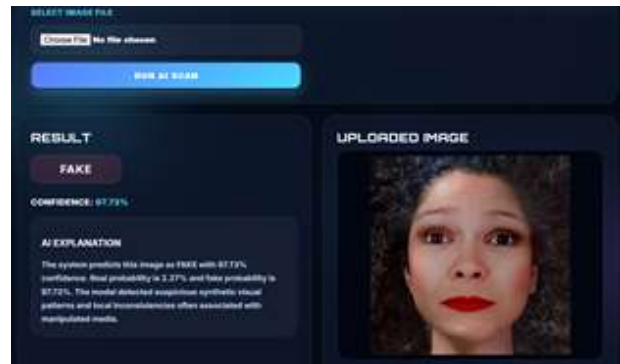 SELECT IMAGE FILE
Choose File No file chosen
RUN AI SCAN
RESULT
FAKE
CONFIDENCE: 97.73%
AI EXPLANATION
The system predicts this image as FAKE with 97.73%
confidence. Real probability is 2.27% and fake probability is
97.73%. The model detected suspicious synthetic visual
patterns and local inconsistencies often associated with
manipulated media.
UPLOADED IMAGE